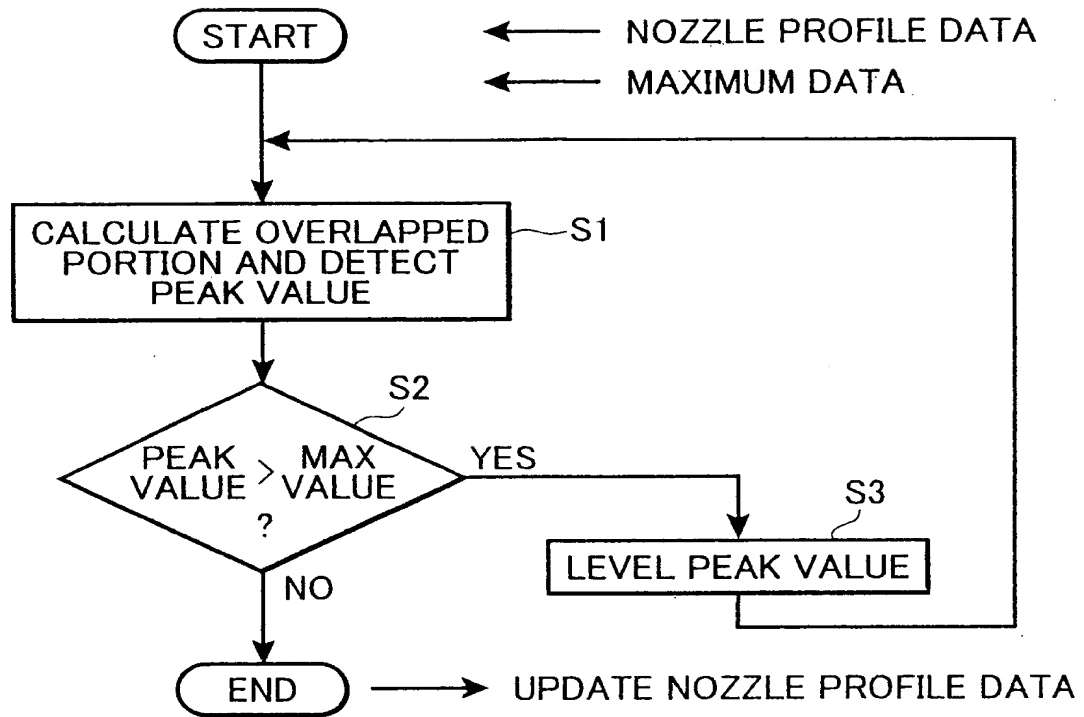 START
NOZZLE PROFILE DATA
MAXIMUM DATA
CALCULATE OVERLAPPED
PORTION AND DETECT
PEAK VALUE
S1
S2
PEAK
VALUE
>
MAX
VALUE
?
YES
S3
LEVEL PEAK VALUE
NO
END
UPDATE NOZZLE PROFILE DATA